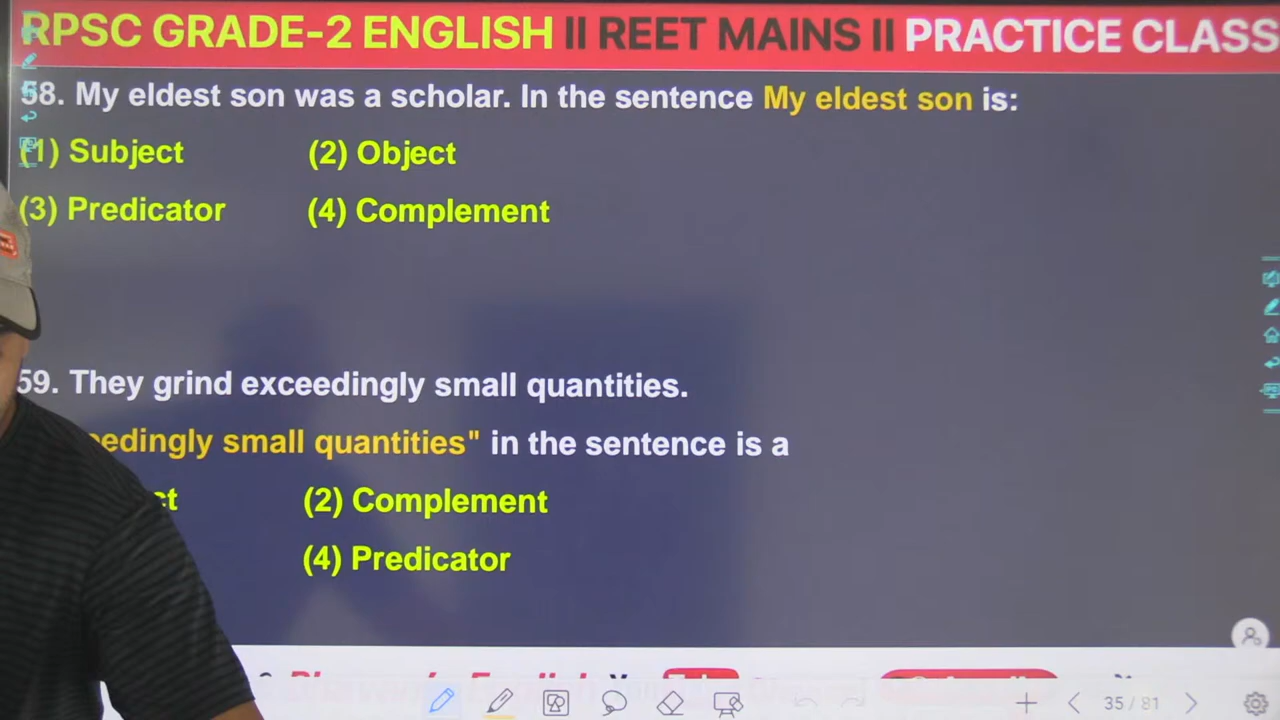 RPSC GRADE-2 ENGLISH II REET MAINS II PRACTICE CLASS
58. My eldest son was a scholar. In the sentence My eldest son is:
(1) Subject (2) Object
(3) Predicator (4) Complement
59. They grind exceedingly small quantities.
small quantities" in the sentence is a
(2) Complement
(4) Predicator
35 / 81